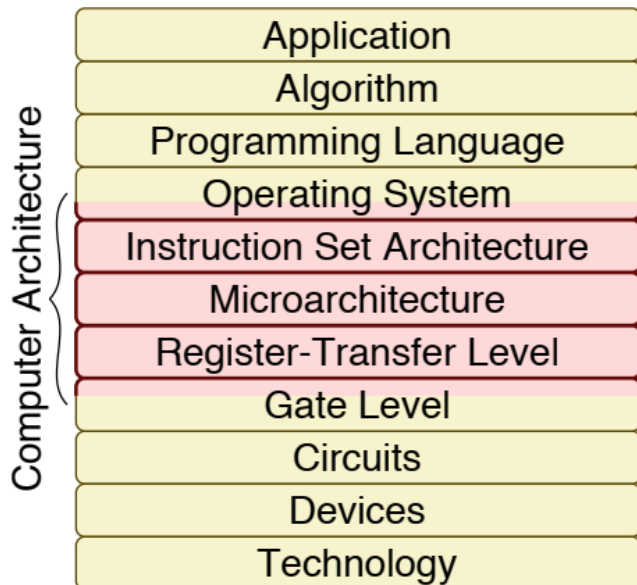 Application
Algorithm
Programming Language
Operating System
Instruction Set Architecture
Microarchitecture
Register-Transfer Level
Gate Level
Circuits
Devices
Technology
Computer Architecture